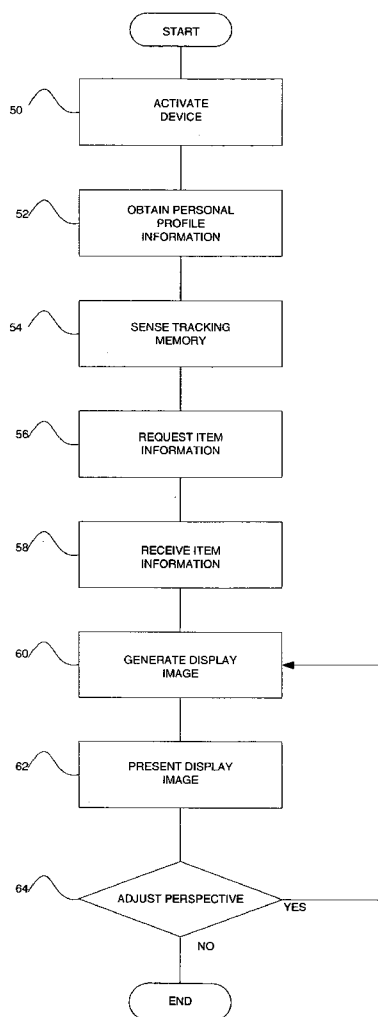 START
50
ACTIVATE
DEVICE
52
OBTAIN PERSONAL
PROFILE
INFORMATION
54
SENSE TRACKING
MEMORY
56
REQUEST ITEM
INFORMATION
58
RECEIVE ITEM
INFORMATION
60
GENERATE DISPLAY
IMAGE
62
PRESENT DISPLAY
IMAGE
64
ADJUST PERSPECTIVE
YES
NO
END